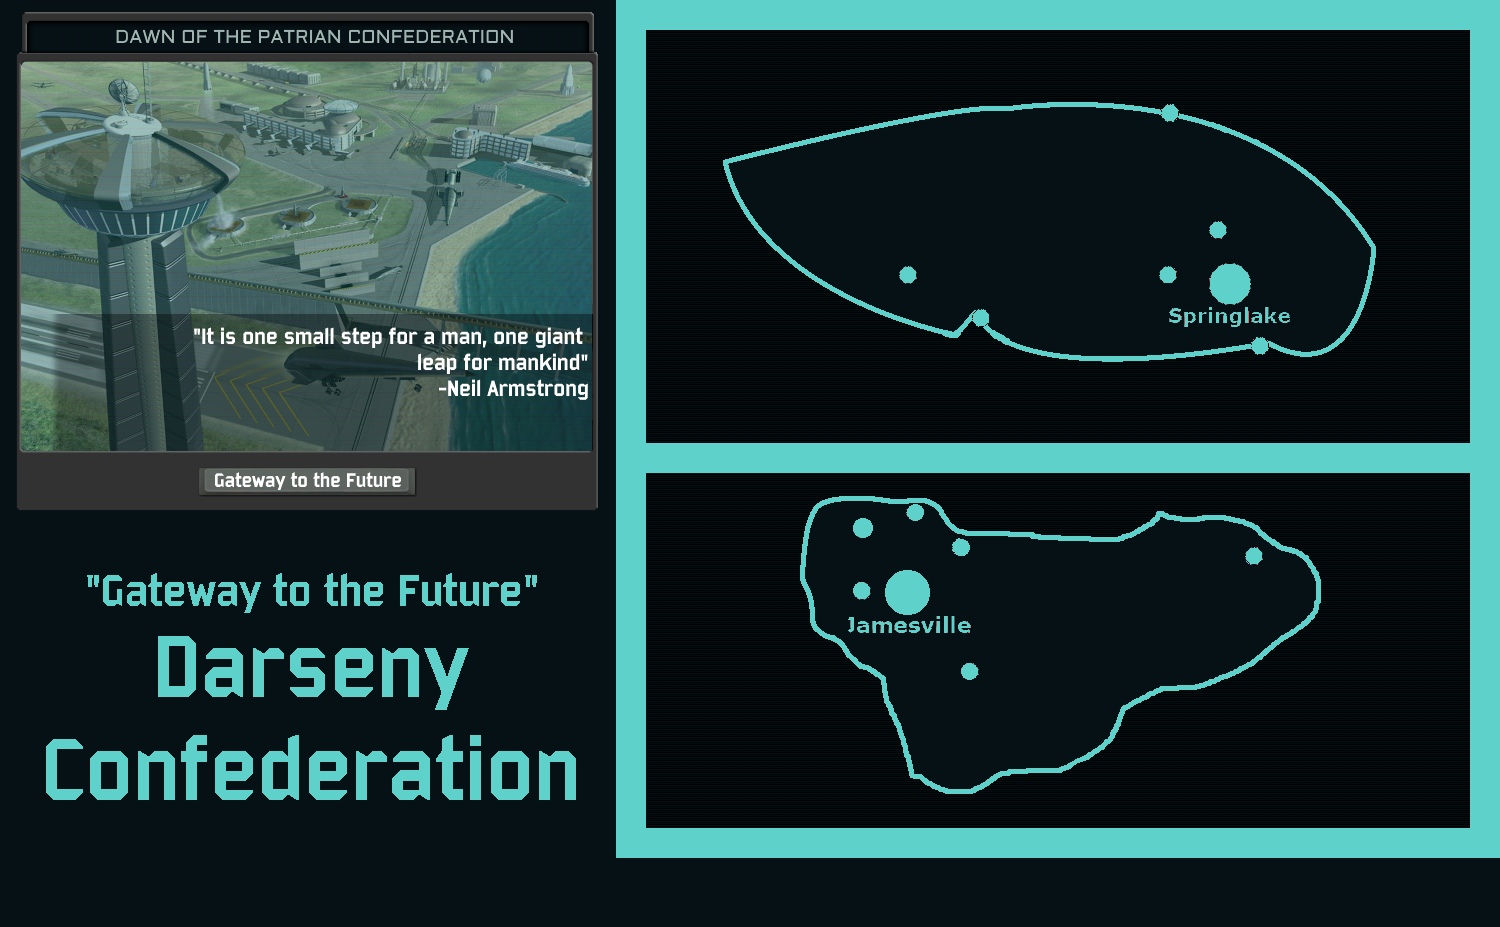 DAWN OF THE PATRIAN CONFEDERATION
"It is one small step for a man, one giant
leap for mankind"
-Neil Armstrong
Gateway to the Future
"Gateway to the Future"
Darseny
Confederation
Springlake
Jamesville